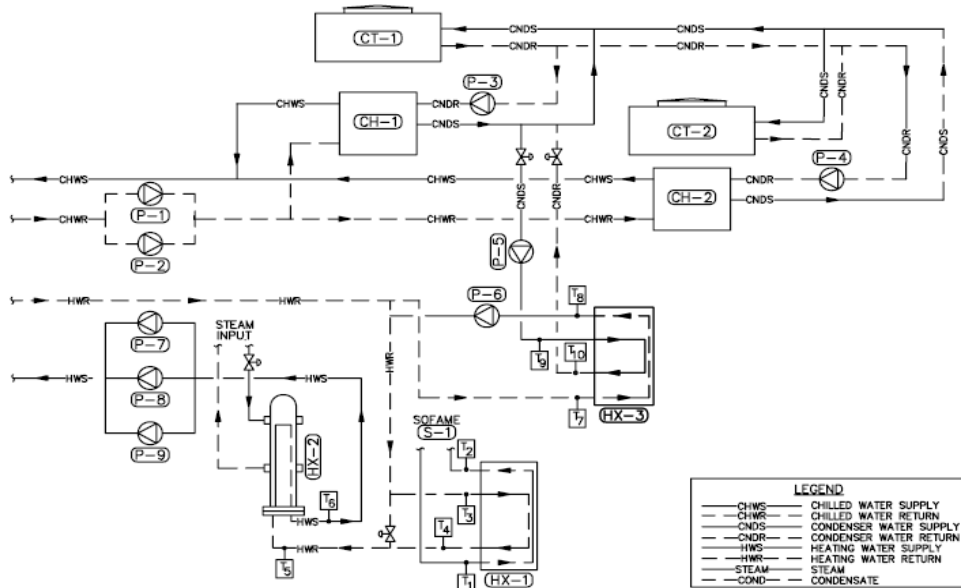 CT-1
CNDS
CNDS
CNDR
CNDR
P-3
CHWS
CNDR
CH-1
CNDS
CNDR
CT-2
CNDR
CNDS
P-4
CHWS
CHWS
CHWS
CNDR
P-1
CNDS
CNDR
CH-2
CNDS
CHWR
CHWR
CHWR
P-2
P-5
HWR
HWR
P-6
T8
P-7
STEAM
INPUT
HWR
T9
T10
HWS
P-8
HWS
T7
HX-3
SOFAME
S-1
P-9
HX-2
T2
T6
T3
HWS
T4
HWR
T5
T1
HX-1
LEGEND
CHWS CHILLED WATER SUPPLY
CHWR CHILLED WATER RETURN
CNDS CONDENSER WATER SUPPLY
CNDR CONDENSER WATER RETURN
HWS HEATING WATER SUPPLY
HWR HEATING WATER RETURN
STEAM STEAM
COND CONDENSATE